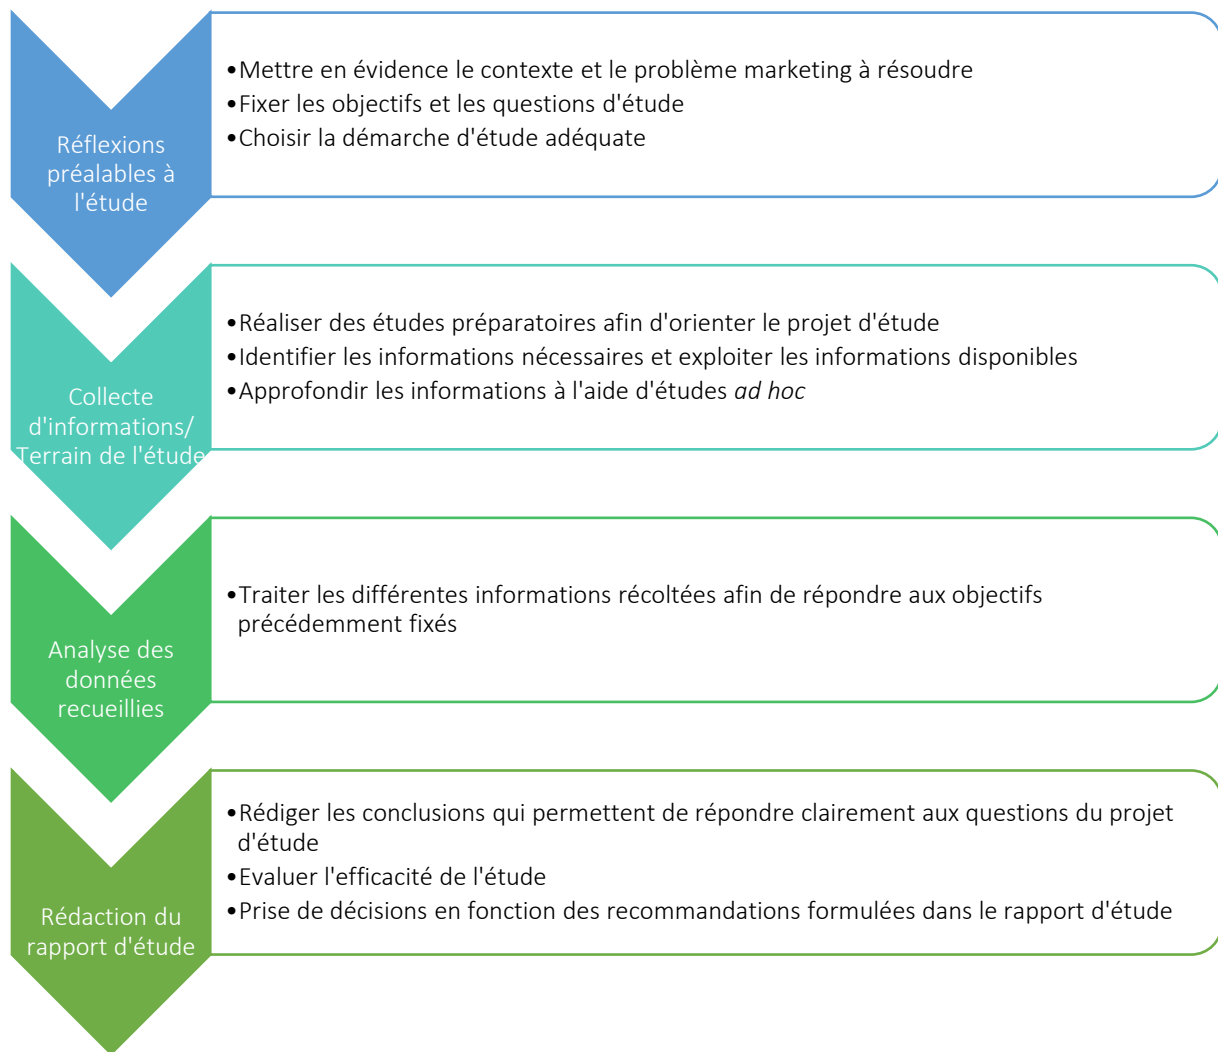 Réflexions
préalables à
l'étude
•Mettre en évidence le contexte et le problème marketing à résoudre
•Fixer les objectifs et les questions d'étude
•Choisir la démarche d'étude adéquate
Collecte
d'informations/
Terrain de l'étude
•Réaliser des études préparatoires afin d'orienter le projet d'étude
•Identifier les informations nécessaires et exploiter les informations disponibles
•Approfondir les informations à l'aide d'études ad hoc
Analyse des
données
recueillies
•Traiter les différentes informations récoltées afin de répondre aux objectifs
précédemment fixés
Rédaction du
rapport d'étude
•Rédiger les conclusions qui permettent de répondre clairement aux questions du projet
d'étude
•Evaluer l'efficacité de l'étude
•Prise de décisions en fonction des recommandations formulées dans le rapport d'étude